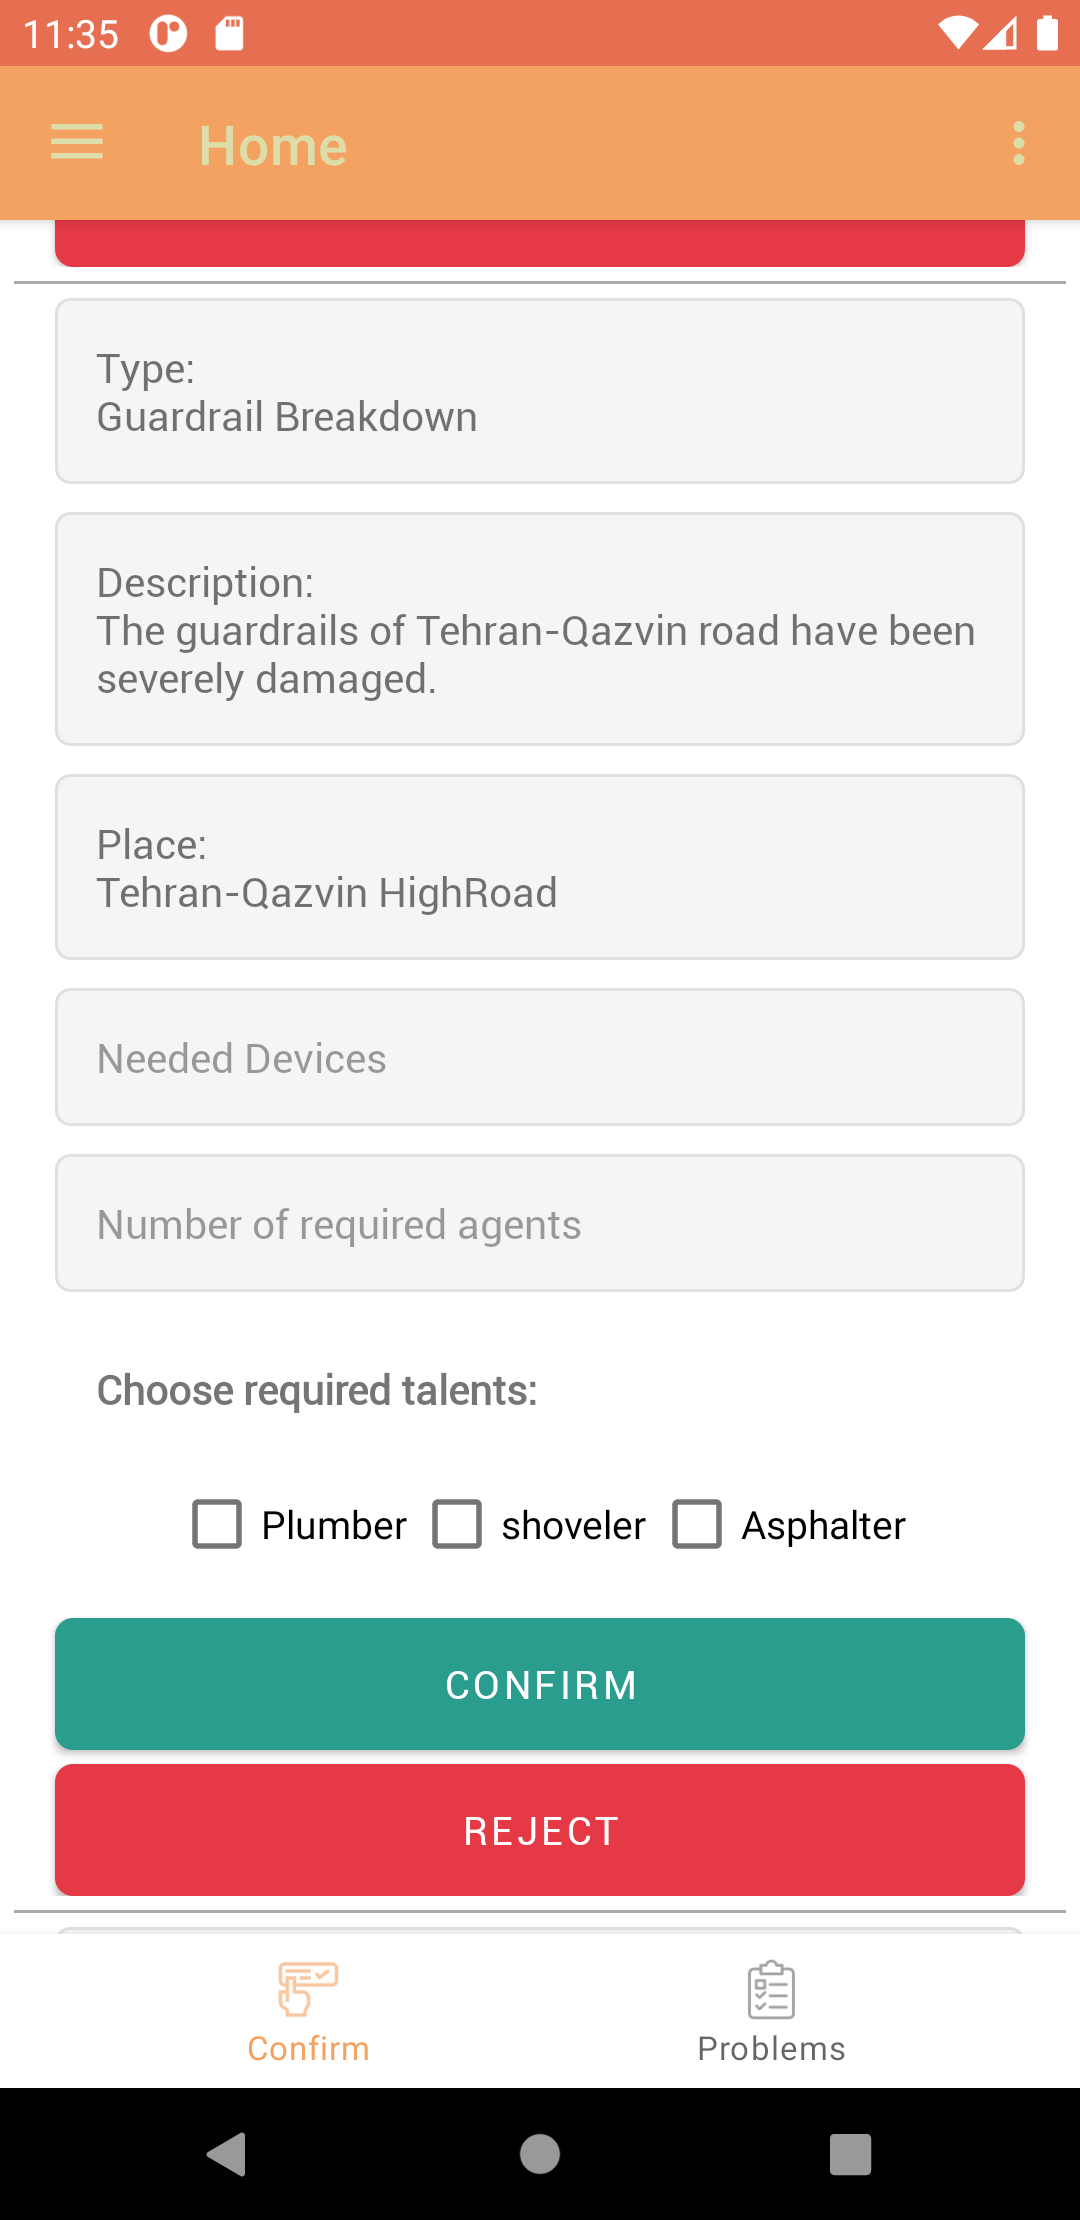 11:35
Home
Type:
Guardrail Breakdown
Description:
The guardrails of Tehran-Qazvin road have been
severely damaged.
Place:
Tehran-Qazvin HighRoad
Needed Devices
Number of required agents
Choose required talents:
Plumber shoveler Asphalter
CONFIRM
REJECT
Confirm Problems